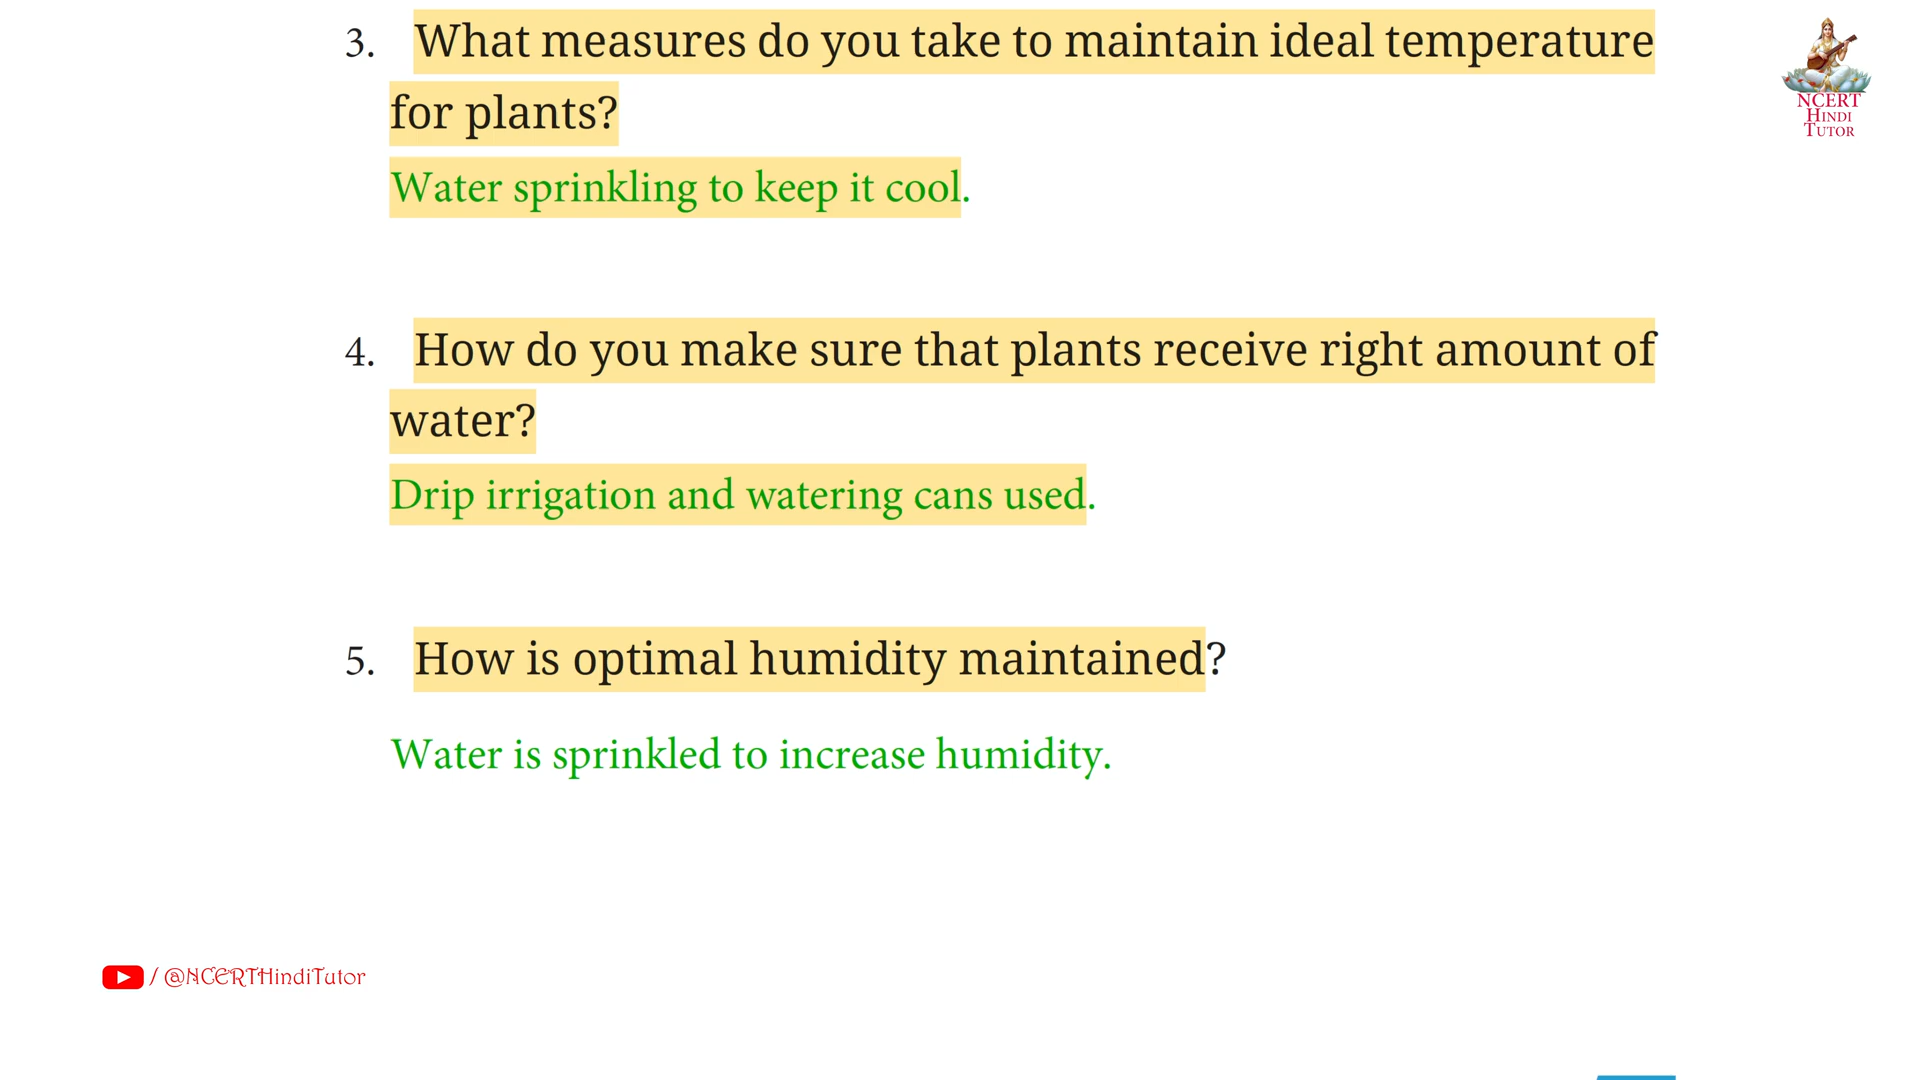 3. What measures do you take to maintain ideal temperature
for plants?
Water sprinkling to keep it cool.
4. How do you make sure that plants receive right amount of
water?
Drip irrigation and watering cans used.
5. How is optimal humidity maintained?
Water is sprinkled to increase humidity.
NCERT
HINDI
TUTOR
/ @NCERTHindiTutor